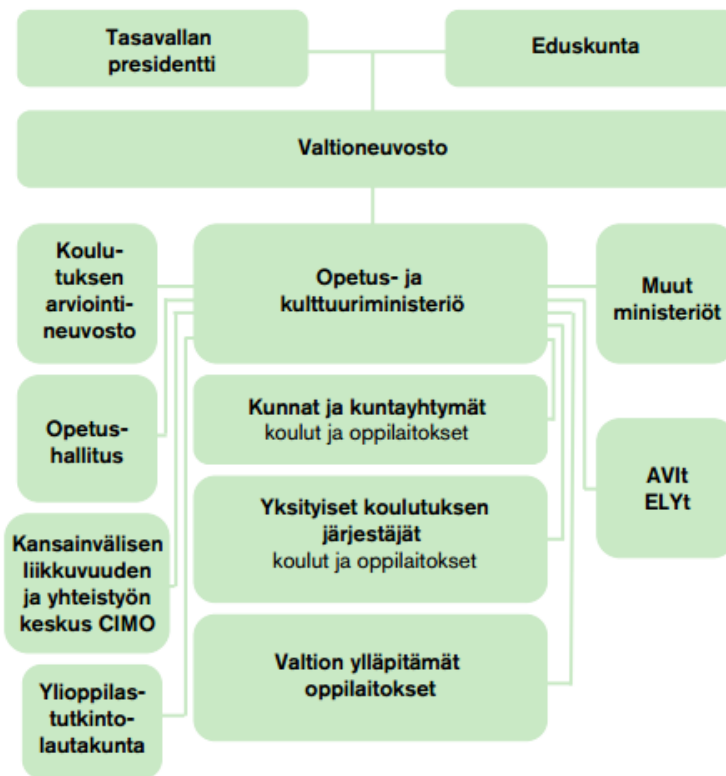 Tasavallan
presidentti
Eduskunta
Valtioneuvosto
Koulu-
tuksen
arviointi-
neuvosto
Opetus- ja
kulttuuriministeriö
Muut
ministeriöt
Opetus-
hallitus
Kunnat ja kuntayhtymät
koulut ja oppilaitokset
AVIt
ELYt
Kansainvälisen
liikkuvuuden
ja yhteistyön
keskus CIMO
Yksityiset koulutuksen
järjestäjät
koulut ja oppilaitokset
Ylioppilas-
tutkinto-
lautakunta
Valtion ylläpitämät
oppilaitokset